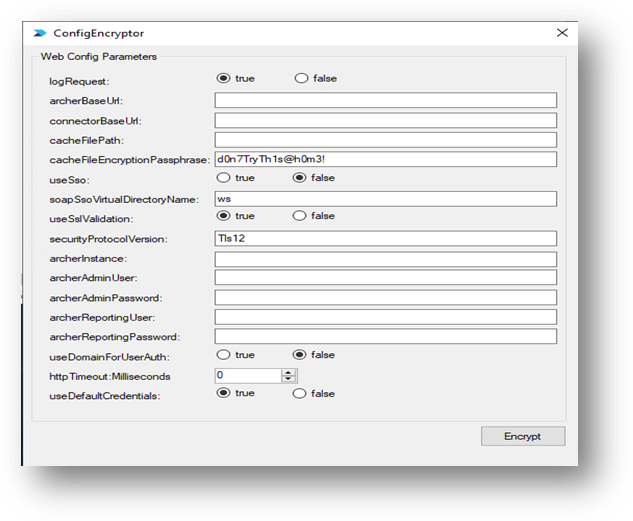 ConfigEncryptor
Web Config Parameters
logRequest: true false
archerBaseUrl:
connectorBaseUrl:
cacheFilePath:
cacheFileEncryptionPassphrase: d0n7TryTh1s@h0m3!
useSso: true false
soapSsoVirtualDirectoryName: ws
useSslValidation: true false
securityProtocolVersion: Tls12
archerInstance:
archerAdminUser:
archerAdminPassword:
archerReportingUser:
archerReportingPassword:
useDomainForUserAuth: true false
httpTimeout:Milliseconds 0
useDefaultCredentials: true false
Encrypt